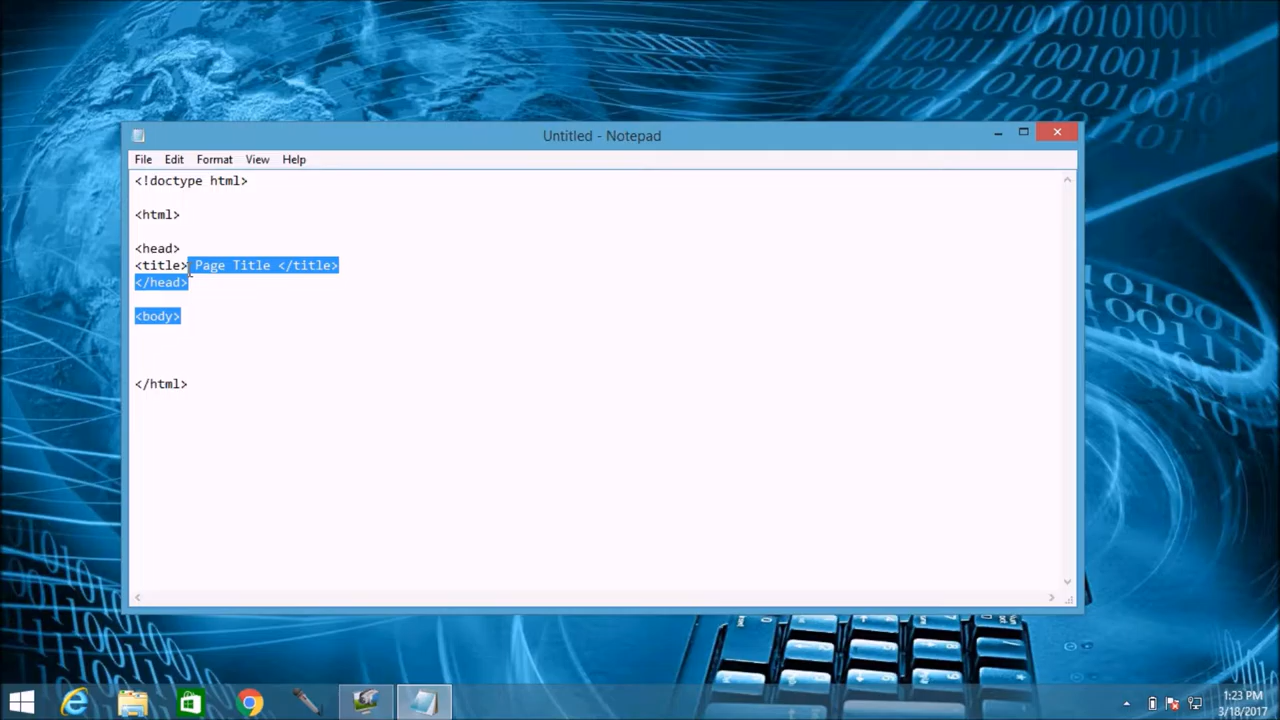 Untitled - Notepad
File Edit Format View Help
<!doctype html>
<html>
<head>
<title> Page Title </title>
</head>
<body>
</html>
1:23 PM
3/18/2017